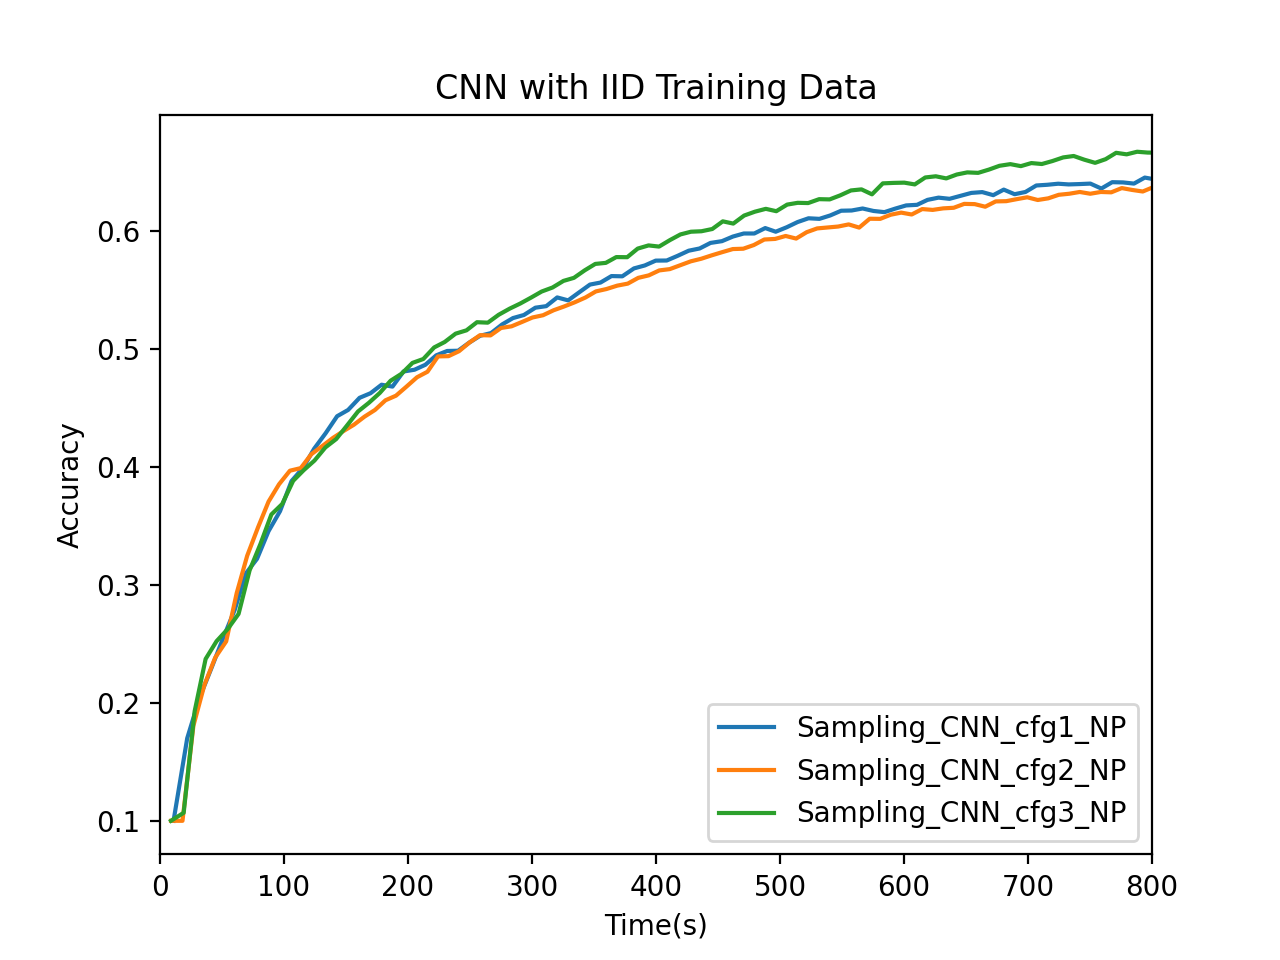 CNN with IID Training Data
Accuracy
0.6
0.5
0.4
0.3
0.2
0.1
Sampling_CNN_cfg1_NP
Sampling_CNN_cfg2_NP
Sampling_CNN_cfg3_NP
0 100 200 300 400 500 600 700 800
Time(s)